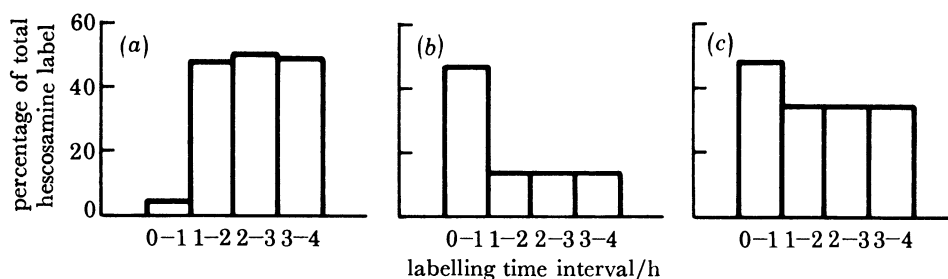 percentage of total
hescosamine label
60
40
20
0
(a)
(b)
(c)
0–1 1–2 2–3 3–4
0–1 1–2 2–3 3–4
0–1 1–2 2–3 3–4
labelling time interval/h